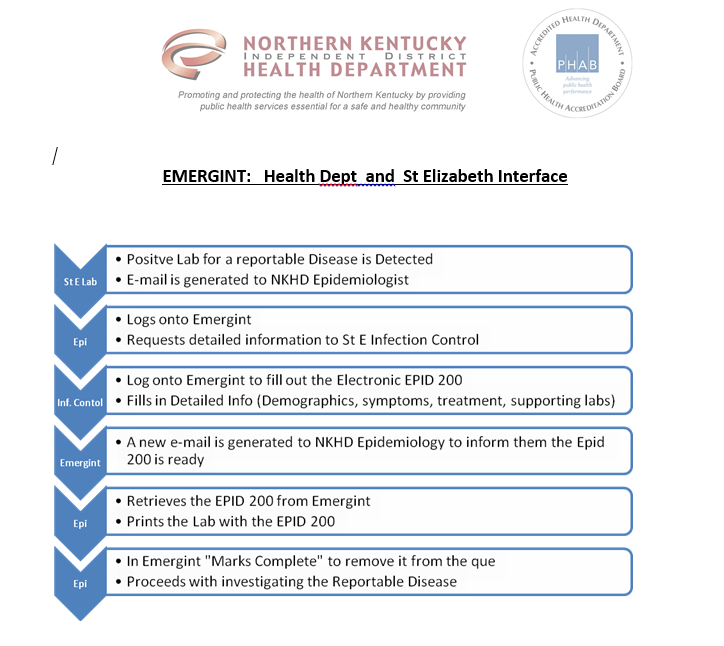 NORTHERN KENTUCKY
INDEPENDENT DISTRICT
HEALTH DEPARTMENT
Promoting and protecting the health of Northern Kentucky by providing
public health services essential for a safe and healthy community
ACCREDITED HEALTH DEPARTMENT
PHAB
Advancing
public health
performance
PUBLIC HEALTH ACCREDITATION BOARD
/
EMERGINT: Health Dept and St Elizabeth Interface
St E Lab
• Positve Lab for a reportable Disease is Detected
• E-mail is generated to NKHD Epidemiologist
Epi
• Logs onto Emergint
• Requests detailed information to St E Infection Control
Inf. Contol
• Log onto Emergint to fill out the Electronic EPID 200
• Fills in Detailed Info (Demographics, symptoms, treatment, supporting labs)
Emergint
• A new e-mail is generated to NKHD Epidemiology to inform them the Epid
200 is ready
Epi
• Retrieves the EPID 200 from Emergint
• Prints the Lab with the EPID 200
Epi
• In Emergint "Marks Complete" to remove it from the que
• Proceeds with investigating the Reportable Disease